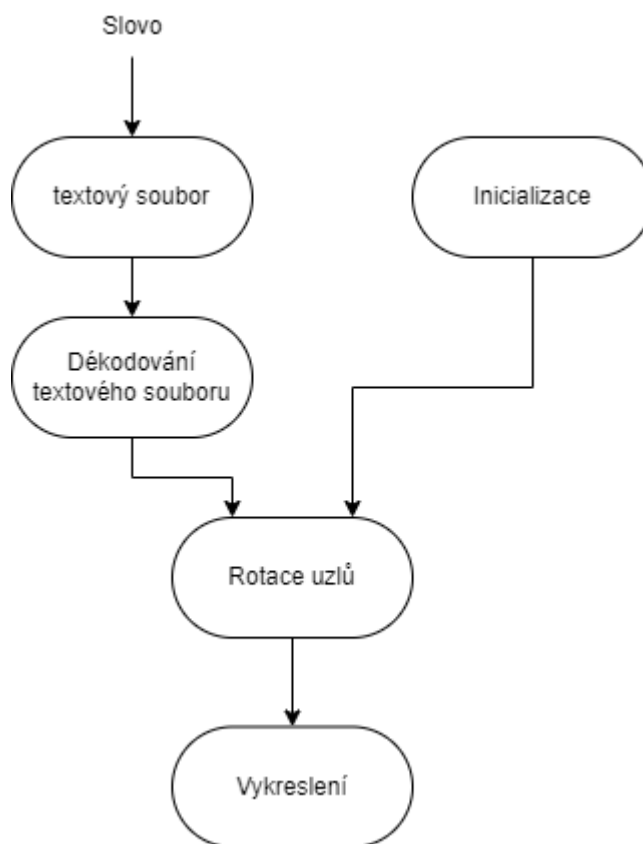 Slovo
textový soubor
Inicializace
Dékodování
textového souboru
Rotace uzlů
Vykreslení